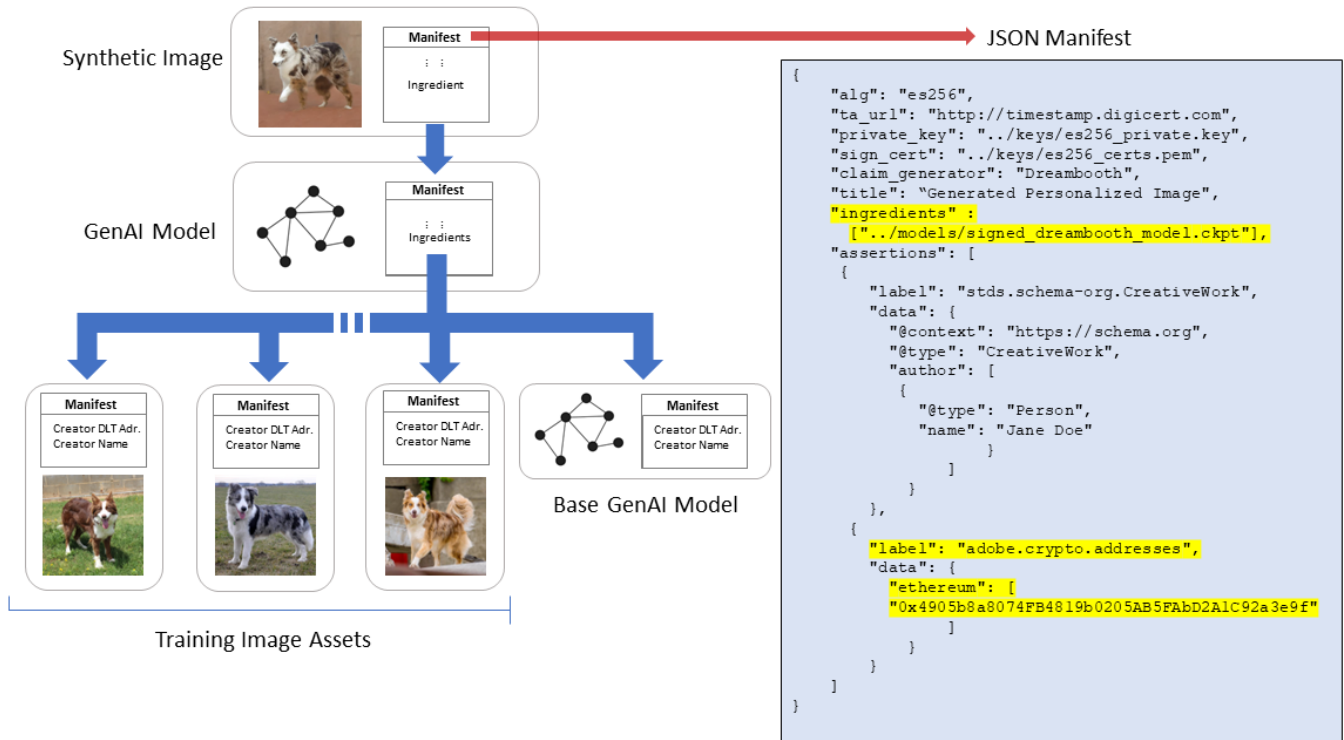 Synthetic Image
Manifest
⋮ ⋮
Ingredient
GenAI Model
Manifest
⋮ ⋮
Ingredients
Manifest
Creator DLT Adr.
Creator Name
Manifest
Creator DLT Adr.
Creator Name
Manifest
Creator DLT Adr.
Creator Name
Manifest
Creator DLT Adr.
Creator Name
Base GenAI Model
Training Image Assets
JSON Manifest
{
"alg": "es256",
"ta_url": "http://timestamp.digicert.com",
"private_key": "../keys/es256_private.key",
"sign_cert": "../keys/es256_certs.pem",
"claim_generator": "Dreambooth",
"title": “Generated Personalized Image",
"ingredients" :
["../models/signed_dreambooth_model.ckpt"],
"assertions": [
{
"label": "stds.schema-org.CreativeWork",
"data": {
"@context": "https://schema.org",
"@type": "CreativeWork",
"author": [
{
"@type": "Person",
"name": "Jane Doe"
}
]
}
},
{
"label": "adobe.crypto.addresses",
"data": {
"ethereum": [
"0x4905b8a8074FB4819b0205AB5FAbD2A1C92a3e9f"
]
}
}
]
}